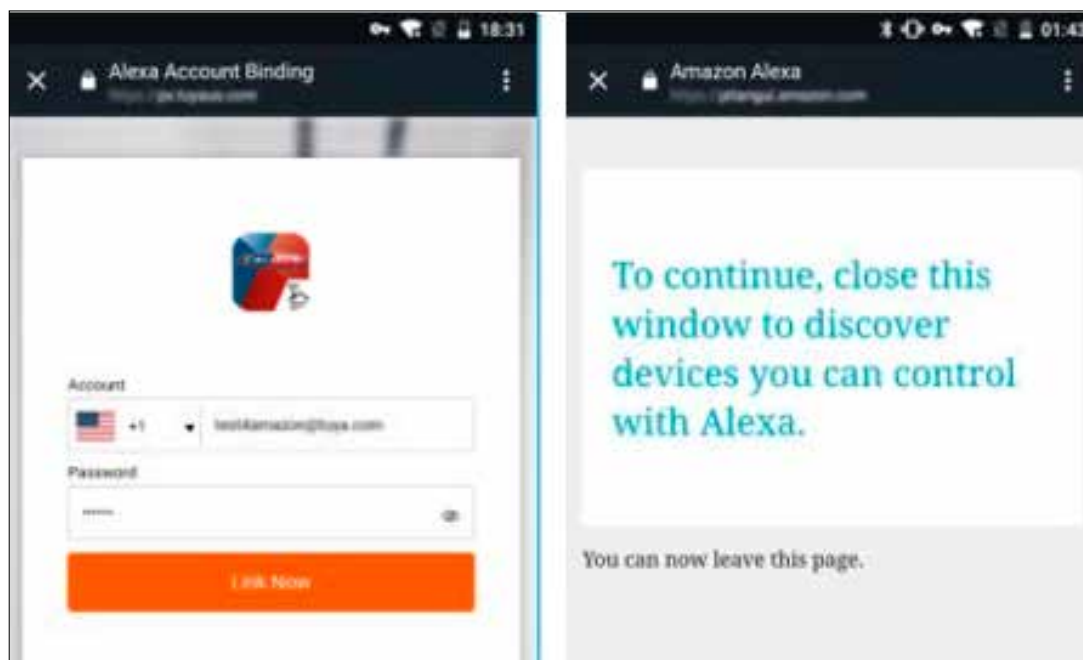 18:31
Alexa Account Binding
Account
+1
Password
Link Now
01:43
Amazon Alexa
To continue, close this
window to discover
devices you can control
with Alexa.
You can now leave this page.